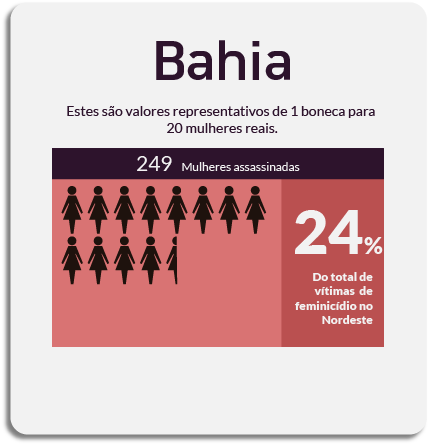 Bahia
Estes são valores representativos de 1 boneca para
20 mulheres reais.
249 Mulheres assassinadas
24%
Do total de
vítimas de
feminicídio no
Nordeste